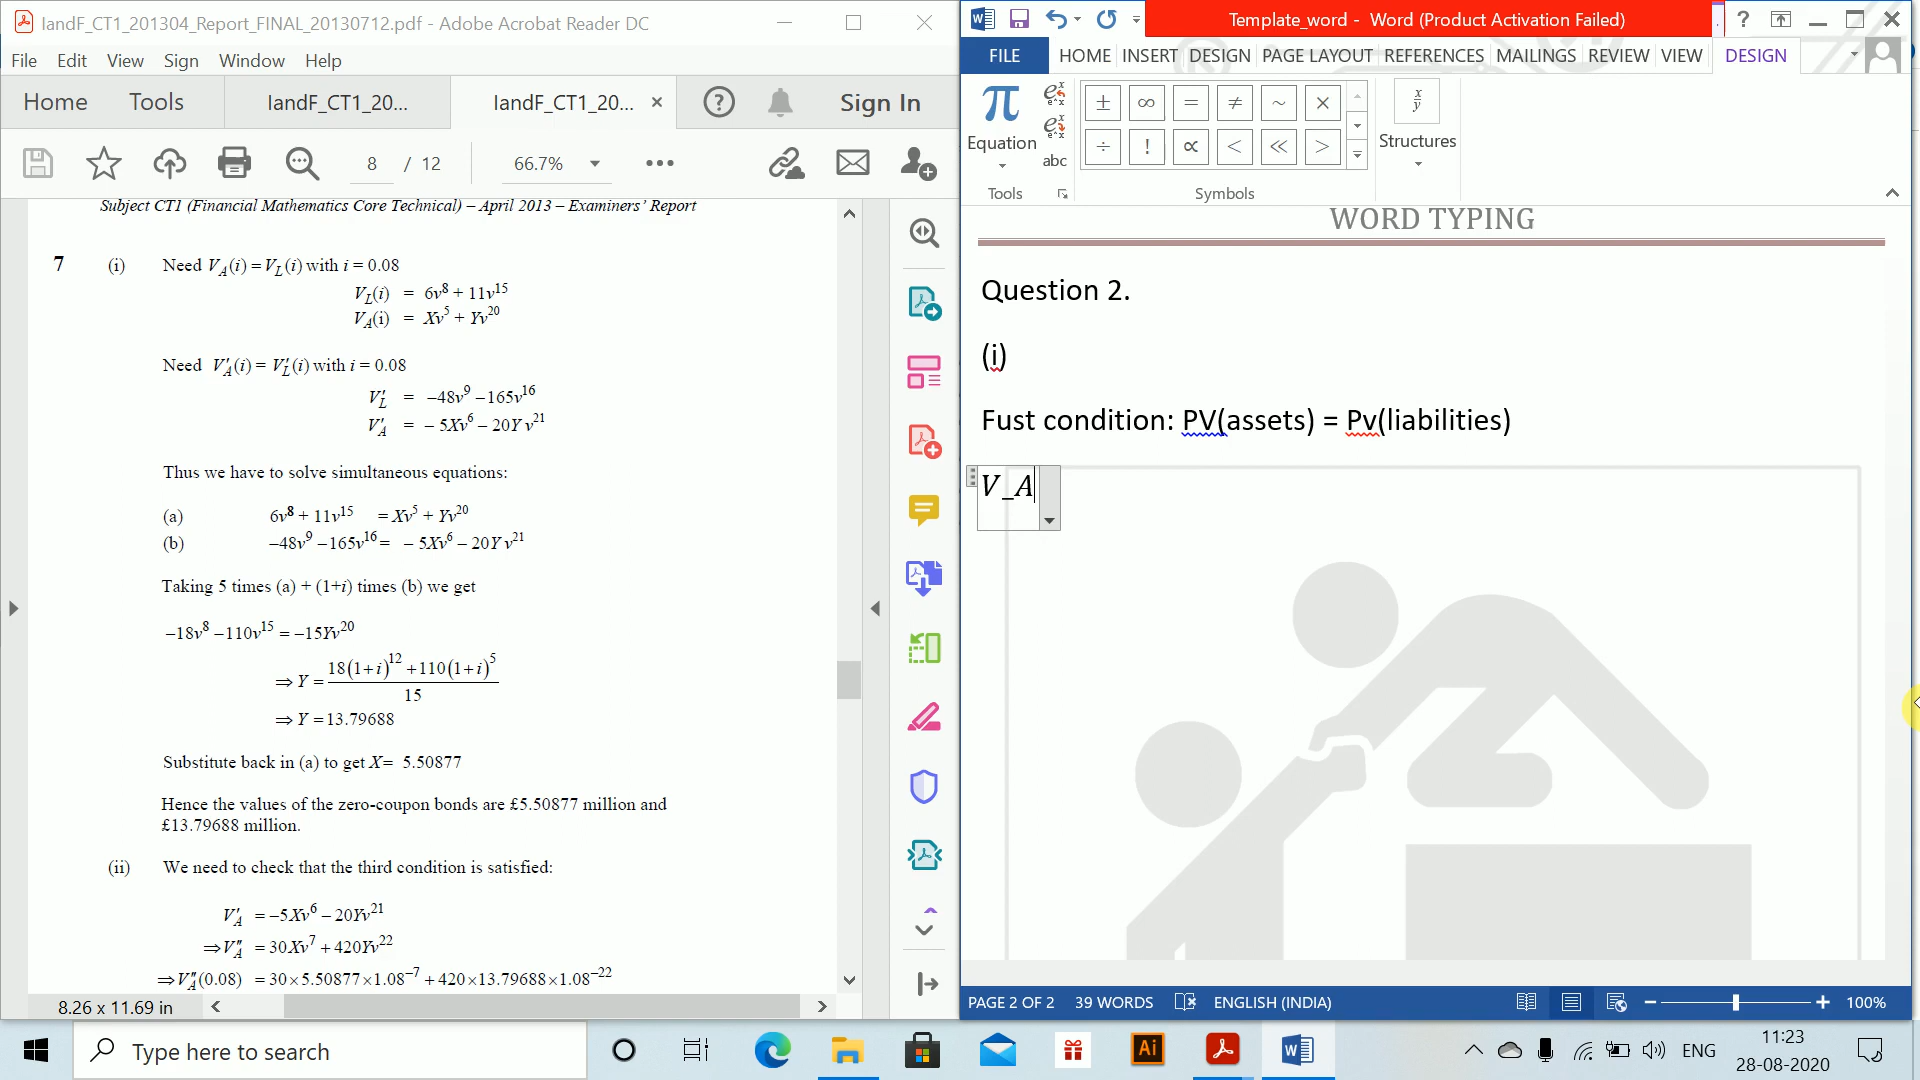 IandF_CT1_201304_Report_FINAL_20130712.pdf - Adobe Acrobat Reader DC
File Edit View Sign Window Help
Home Tools IandF_CT1_20... IandF_CT1_20... × Sign In
8 / 12 66.7%
Subject CT1 (Financial Mathematics Core Technical) – April 2013 – Examiners' Report
7 (i) Need V_A(i) = V_L(i) with i = 0.08
V_L(i) = 6v^8 + 11v^15
V_A(i) = Xv^5 + Yv^20
Need V′_A(i) = V′_L(i) with i = 0.08
V′_L = –48v^9 –165v^16
V′_A = – 5Xv^6 – 20Y v^21
Thus we have to solve simultaneous equations:
(a) 6v^8 + 11v^15 = Xv^5 + Yv^20
(b) –48v^9 –165v^16 = – 5Xv^6 – 20Y v^21
Taking 5 times (a) + (1+i) times (b) we get
–18v^8 –110v^15 = –15Yv^20
⇒ Y = (18(1+i)^12 + 110(1+i)^5) / 15
⇒ Y = 13.79688
Substitute back in (a) to get X= 5.50877
Hence the values of the zero-coupon bonds are £5.50877 million and
£13.79688 million.
(ii) We need to check that the third condition is satisfied:
V′_A = –5Xv^6 – 20Yv^21
⇒V″_A = 30Xv^7 + 420Yv^22
⇒V″_A(0.08) = 30×5.50877×1.08^–7 + 420×13.79688×1.08^–22
8.26 x 11.69 in
Template_word - Word (Product Activation Failed)
FILE HOME INSERT DESIGN PAGE LAYOUT REFERENCES MAILINGS REVIEW VIEW DESIGN
π Equation abc
± ∞ = ≠ ~ ×
÷ ! ∝ < ≪ >
x/y Structures
Tools Symbols
WORD TYPING
Question 2.
(i)
Fust condition: PV(assets) = Pv(liabilities)
V_A
PAGE 2 OF 2 39 WORDS ENGLISH (INDIA) 100%
Type here to search
Ai
ENG
11:23
28-08-2020